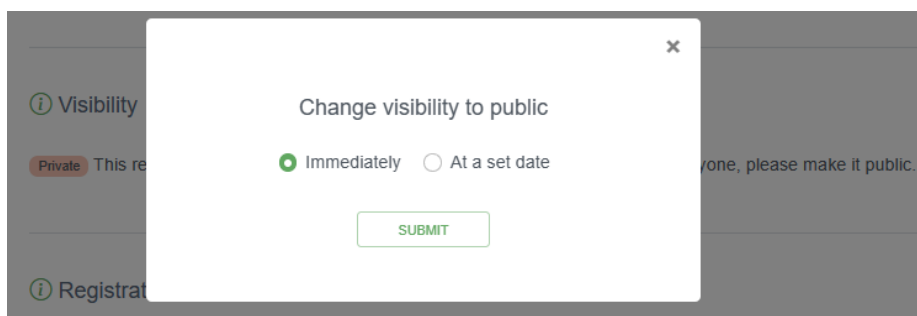 ×
Visibility
Change visibility to public
Private This re
Immediately At a set date
yone, please make it public.
SUBMIT
Registrat